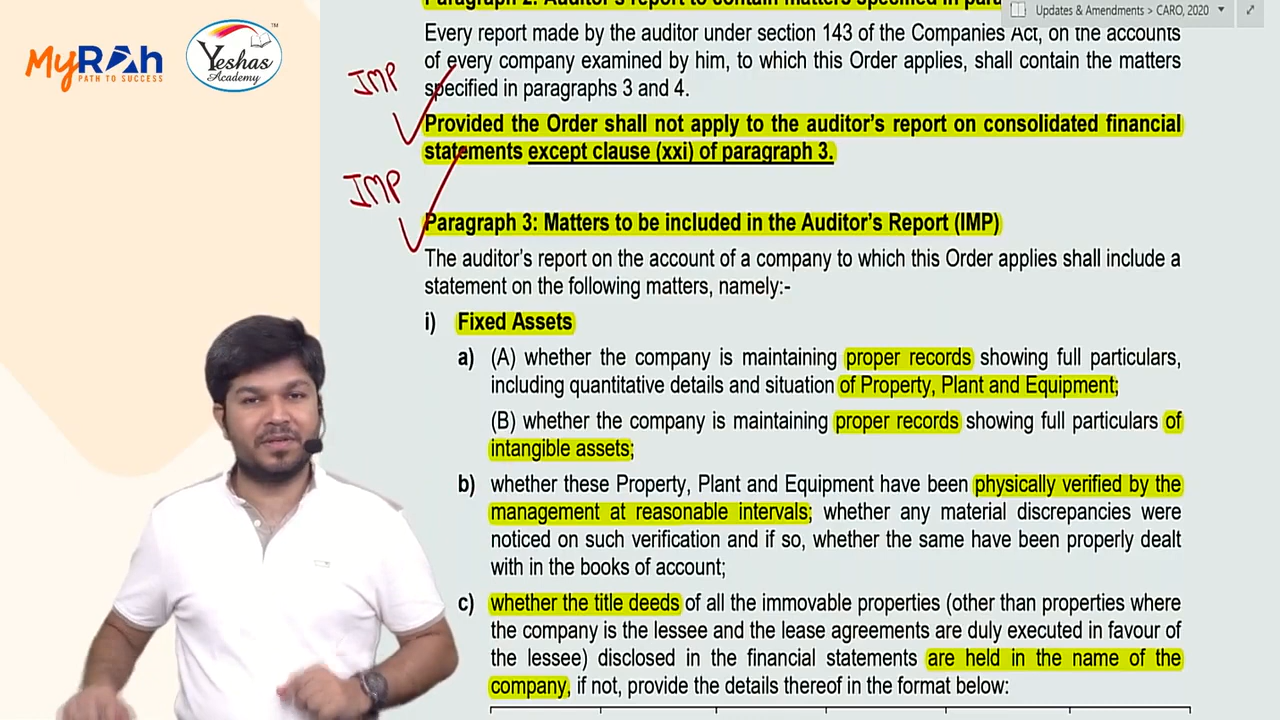 Paragraph 2: Auditor's report to contain matters specified in para
Updates & Amendments > CARO, 2020
MyRah
PATH TO SUCCESS
Yeshas
Academy
TM
Every report made by the auditor under section 143 of the Companies Act, on the accounts
of every company examined by him, to which this Order applies, shall contain the matters
specified in paragraphs 3 and 4.
IMP
Provided the Order shall not apply to the auditor's report on consolidated financial
statements except clause (xxi) of paragraph 3.
IMP
Paragraph 3: Matters to be included in the Auditor's Report (IMP)
The auditor's report on the account of a company to which this Order applies shall include a
statement on the following matters, namely:-
i) Fixed Assets
a) (A) whether the company is maintaining proper records showing full particulars,
including quantitative details and situation of Property, Plant and Equipment;
(B) whether the company is maintaining proper records showing full particulars of
intangible assets;
b) whether these Property, Plant and Equipment have been physically verified by the
management at reasonable intervals; whether any material discrepancies were
noticed on such verification and if so, whether the same have been properly dealt
with in the books of account;
c) whether the title deeds of all the immovable properties (other than properties where
the company is the lessee and the lease agreements are duly executed in favour of
the lessee) disclosed in the financial statements are held in the name of the
company, if not, provide the details thereof in the format below: